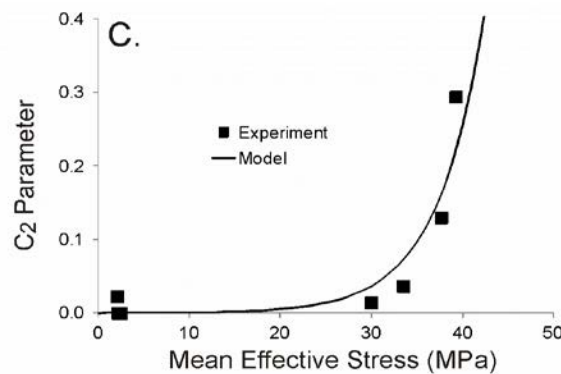 C.
0.4
0.3
0.2
0.1
0.0
C2 Parameter
Experiment
Model
0 10 20 30 40 50
Mean Effective Stress (MPa)